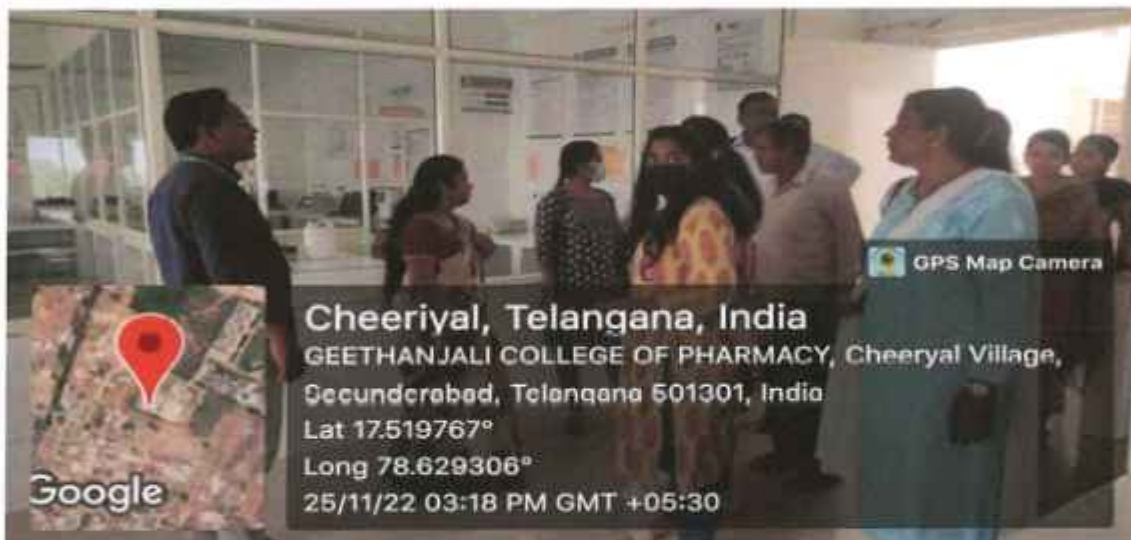 GPS Map Camera
Cheeriyal, Telangana, India
GEETHANJALI COLLEGE OF PHARMACY, Cheeryal Village,
Secunderabad, Telangana 501301, India
Lat 17.519767°
Long 78.629306°
25/11/22 03:18 PM GMT +05:30
Google